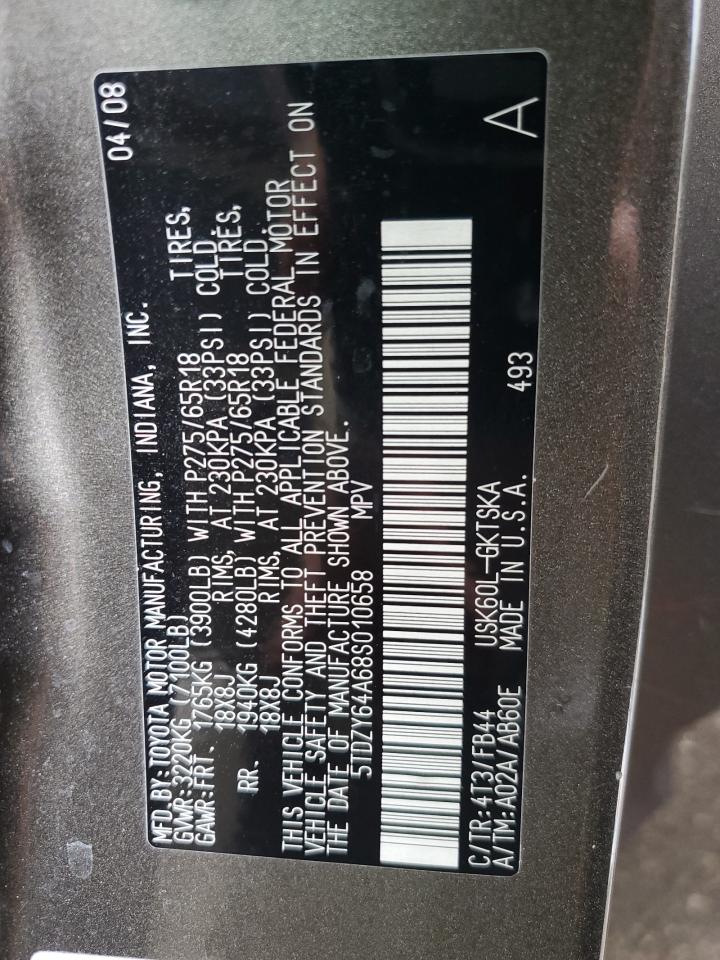 MFD.BY:TOYOTA MOTOR MANUFACTURING, INDIANA, INC. 04/08
GVWR:3220KG (7100LB)
GAWR:FRT. 1765KG (3900LB) WITH P275/65R18 TIRES,
18X8J RIMS, AT 230KPA (33PSI) COLD.
RR. 1940KG (4280LB) WITH P275/65R18 TIRES,
18X8J RIMS, AT 230KPA (33PSI) COLD.
THIS VEHICLE CONFORMS TO ALL APPLICABLE FEDERAL MOTOR
VEHICLE SAFETY AND THEFT PREVENTION STANDARDS IN EFFECT ON
THE DATE OF MANUFACTURE SHOWN ABOVE.
5TDZY64A68S010658 MPV
C/TR:4T3/FB44 USK60L-GKTSKA
A/TM:A02A/AB60E MADE IN U.S.A. 493 A